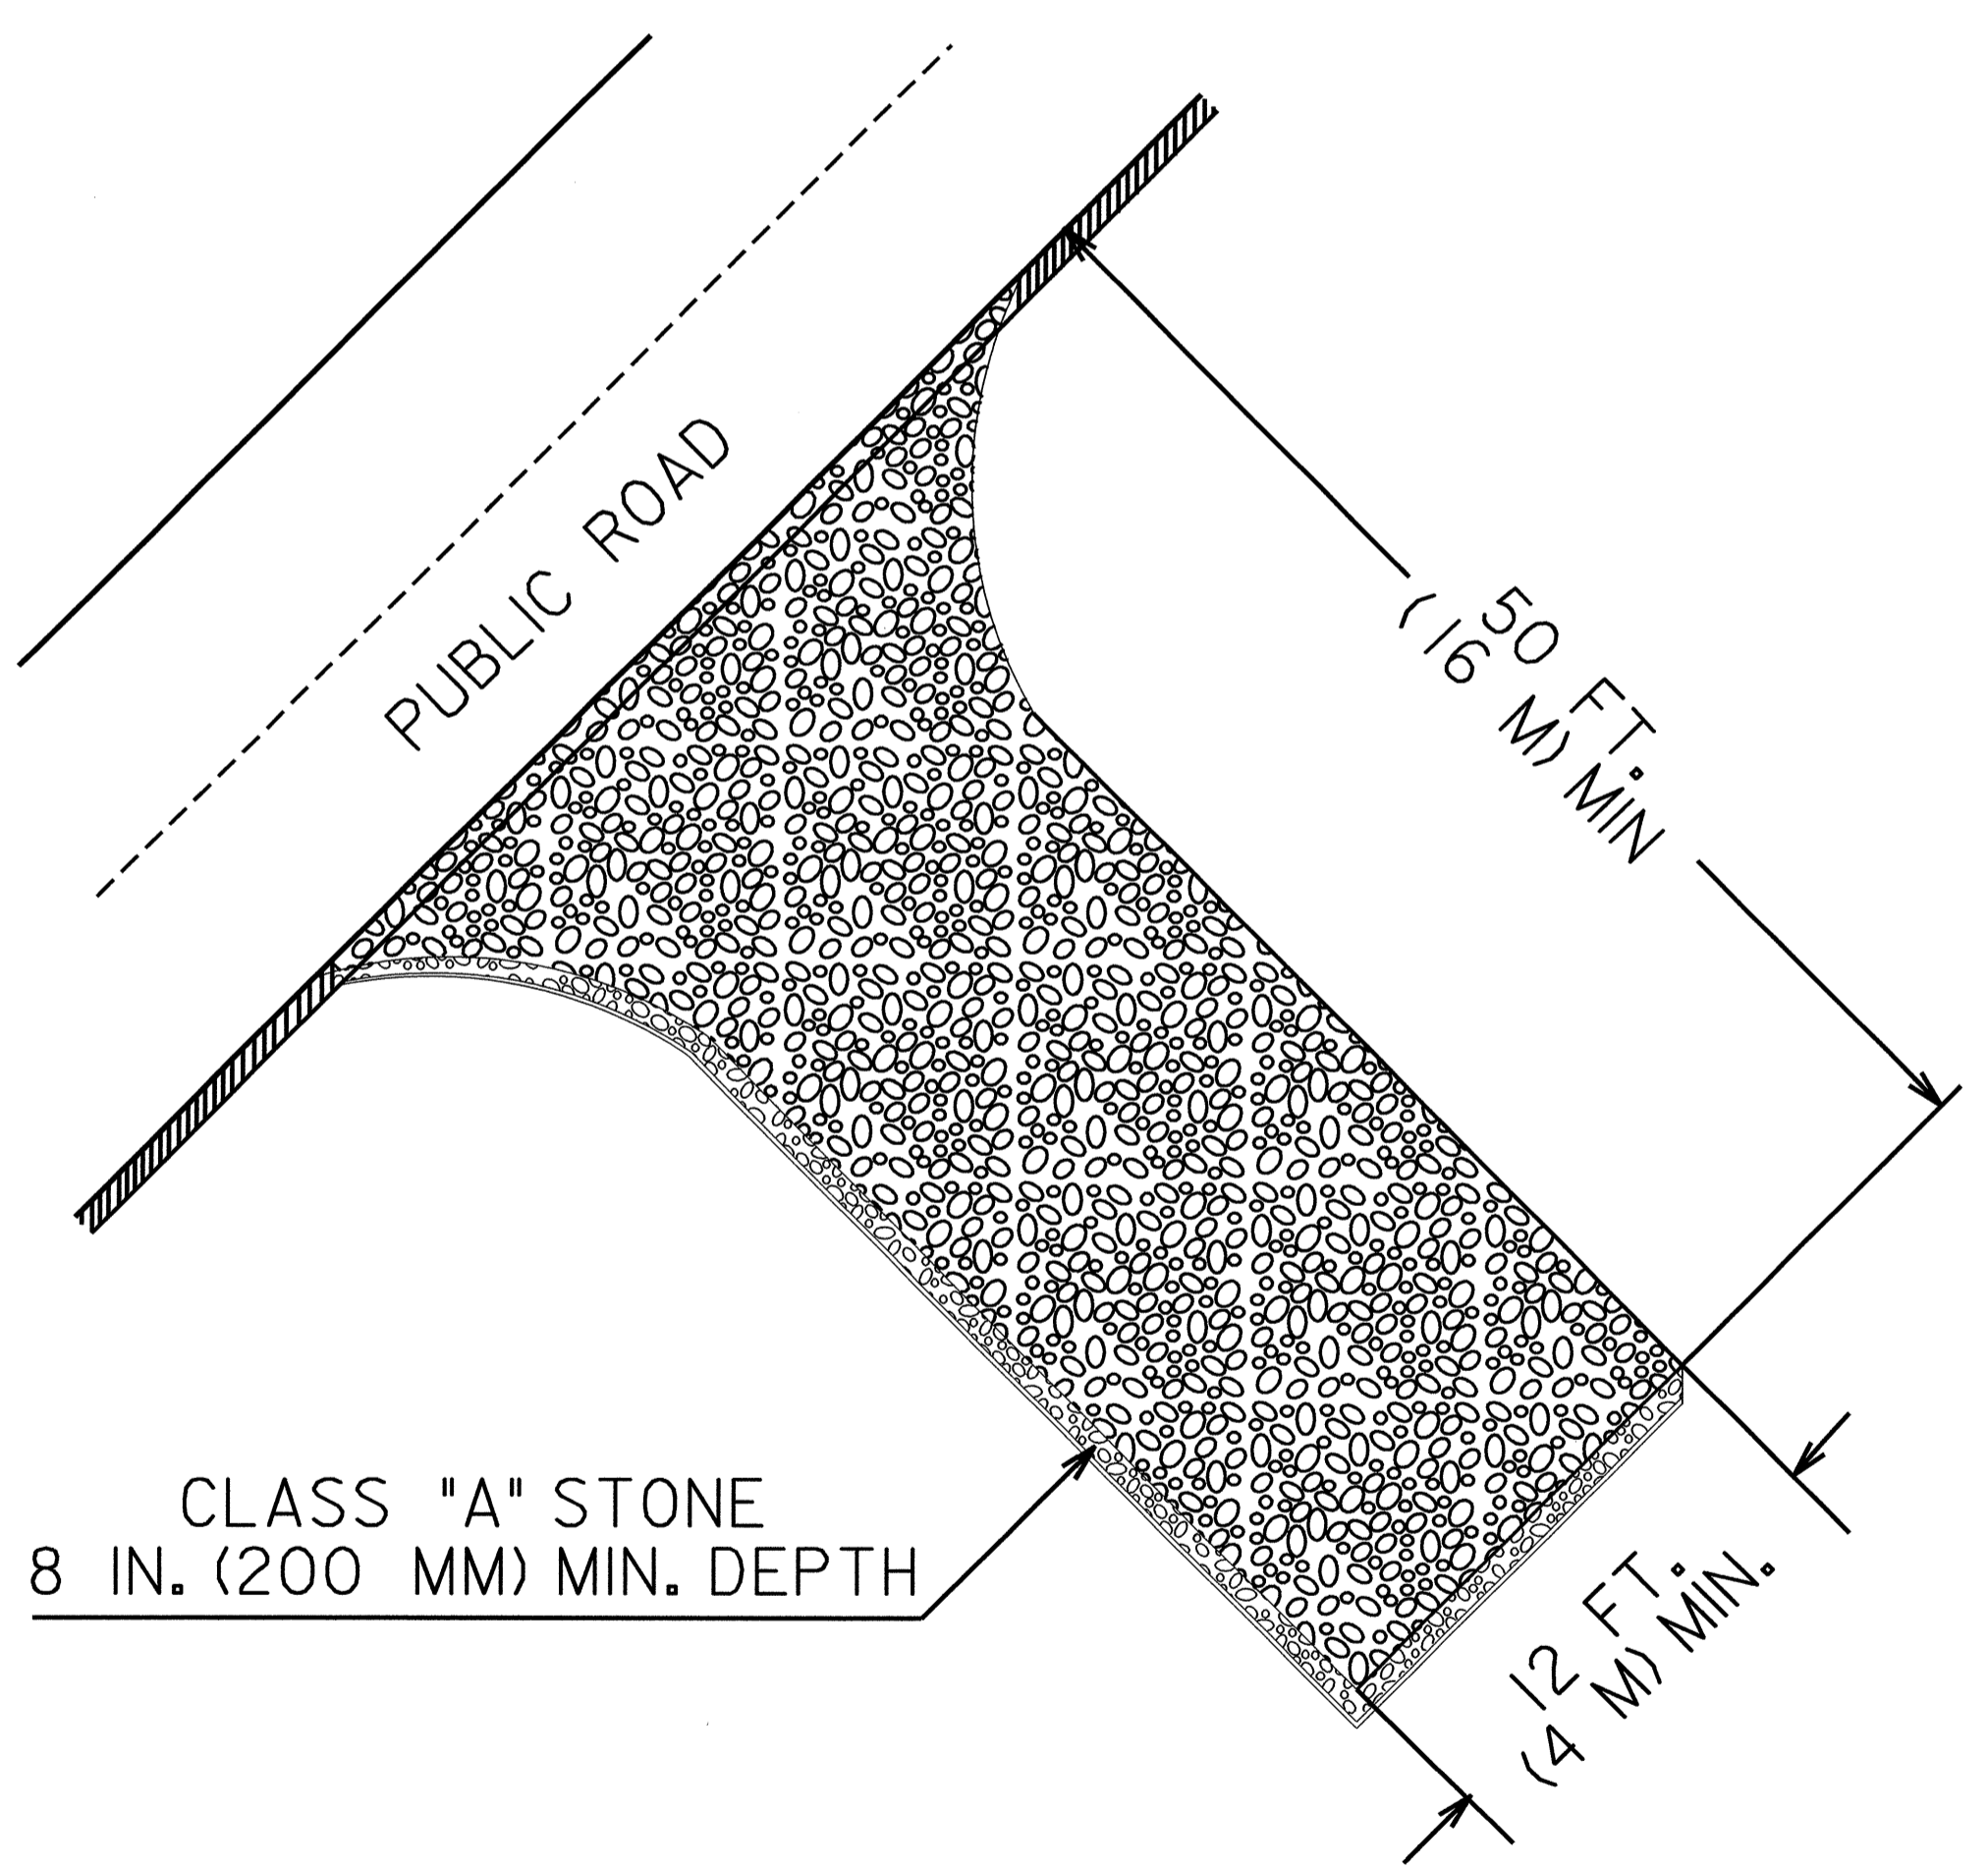 PUBLIC ROAD
50 FT.
(16 M) MIN
CLASS "A" STONE
8 IN. (200 MM) MIN. DEPTH
12 FT.
(4 M) MIN.